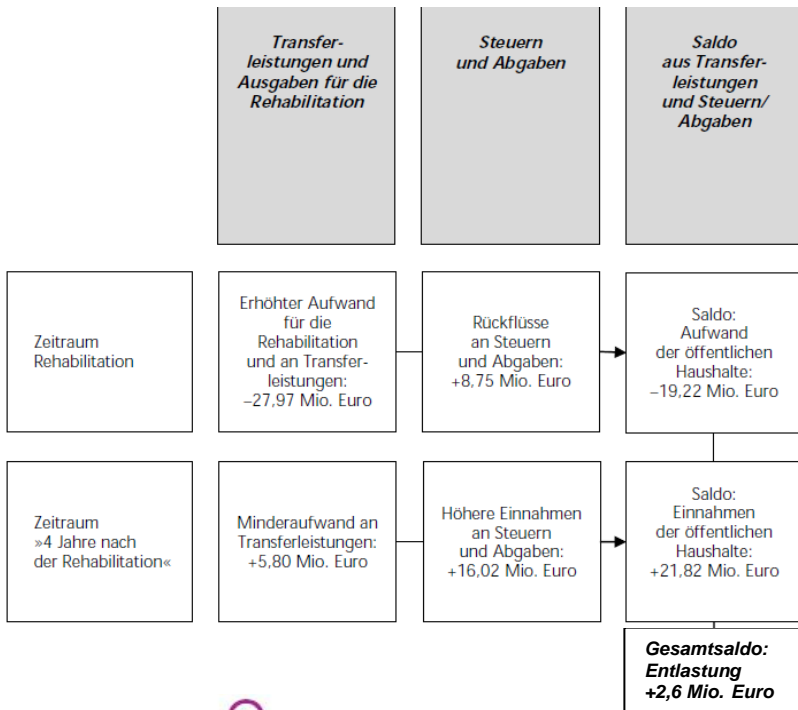 Transfer-
leistungen und
Ausgaben für die
Rehabilitation
Steuern
und Abgaben
Saldo
aus Transfer-
leistungen
und Steuern/
Abgaben
Zeitraum
Rehabilitation
Erhöhter Aufwand
für die
Rehabilitation
und an Transfer-
leistungen:
–27,97 Mio. Euro
Rückflüsse
an Steuern
und Abgaben:
+8,75 Mio. Euro
Saldo:
Aufwand
der öffentlichen
Haushalte:
–19,22 Mio. Euro
Zeitraum
»4 Jahre nach
der Rehabilitation«
Minderaufwand an
Transferleistungen:
+5,80 Mio. Euro
Höhere Einnahmen
an Steuern
und Abgaben:
+16,02 Mio. Euro
Saldo:
Einnahmen
der öffentlichen
Haushalte:
+21,82 Mio. Euro
Gesamtsaldo:
Entlastung
+2,6 Mio. Euro